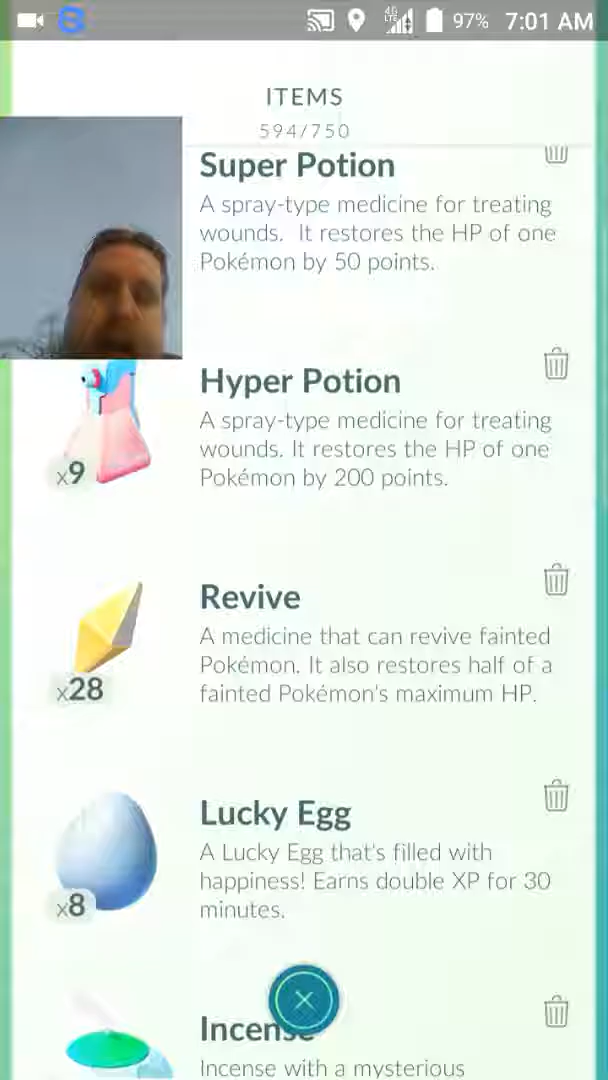 4G
LTE
97%
7:01 AM
ITEMS
594/750
Super Potion
A spray-type medicine for treating
wounds. It restores the HP of one
Pokémon by 50 points.
Hyper Potion
A spray-type medicine for treating
wounds. It restores the HP of one
Pokémon by 200 points.
x9
Revive
A medicine that can revive fainted
Pokémon. It also restores half of a
fainted Pokémon's maximum HP.
x28
Lucky Egg
A Lucky Egg that's filled with
happiness! Earns double XP for 30
minutes.
x8
Incense
Incense with a mysterious